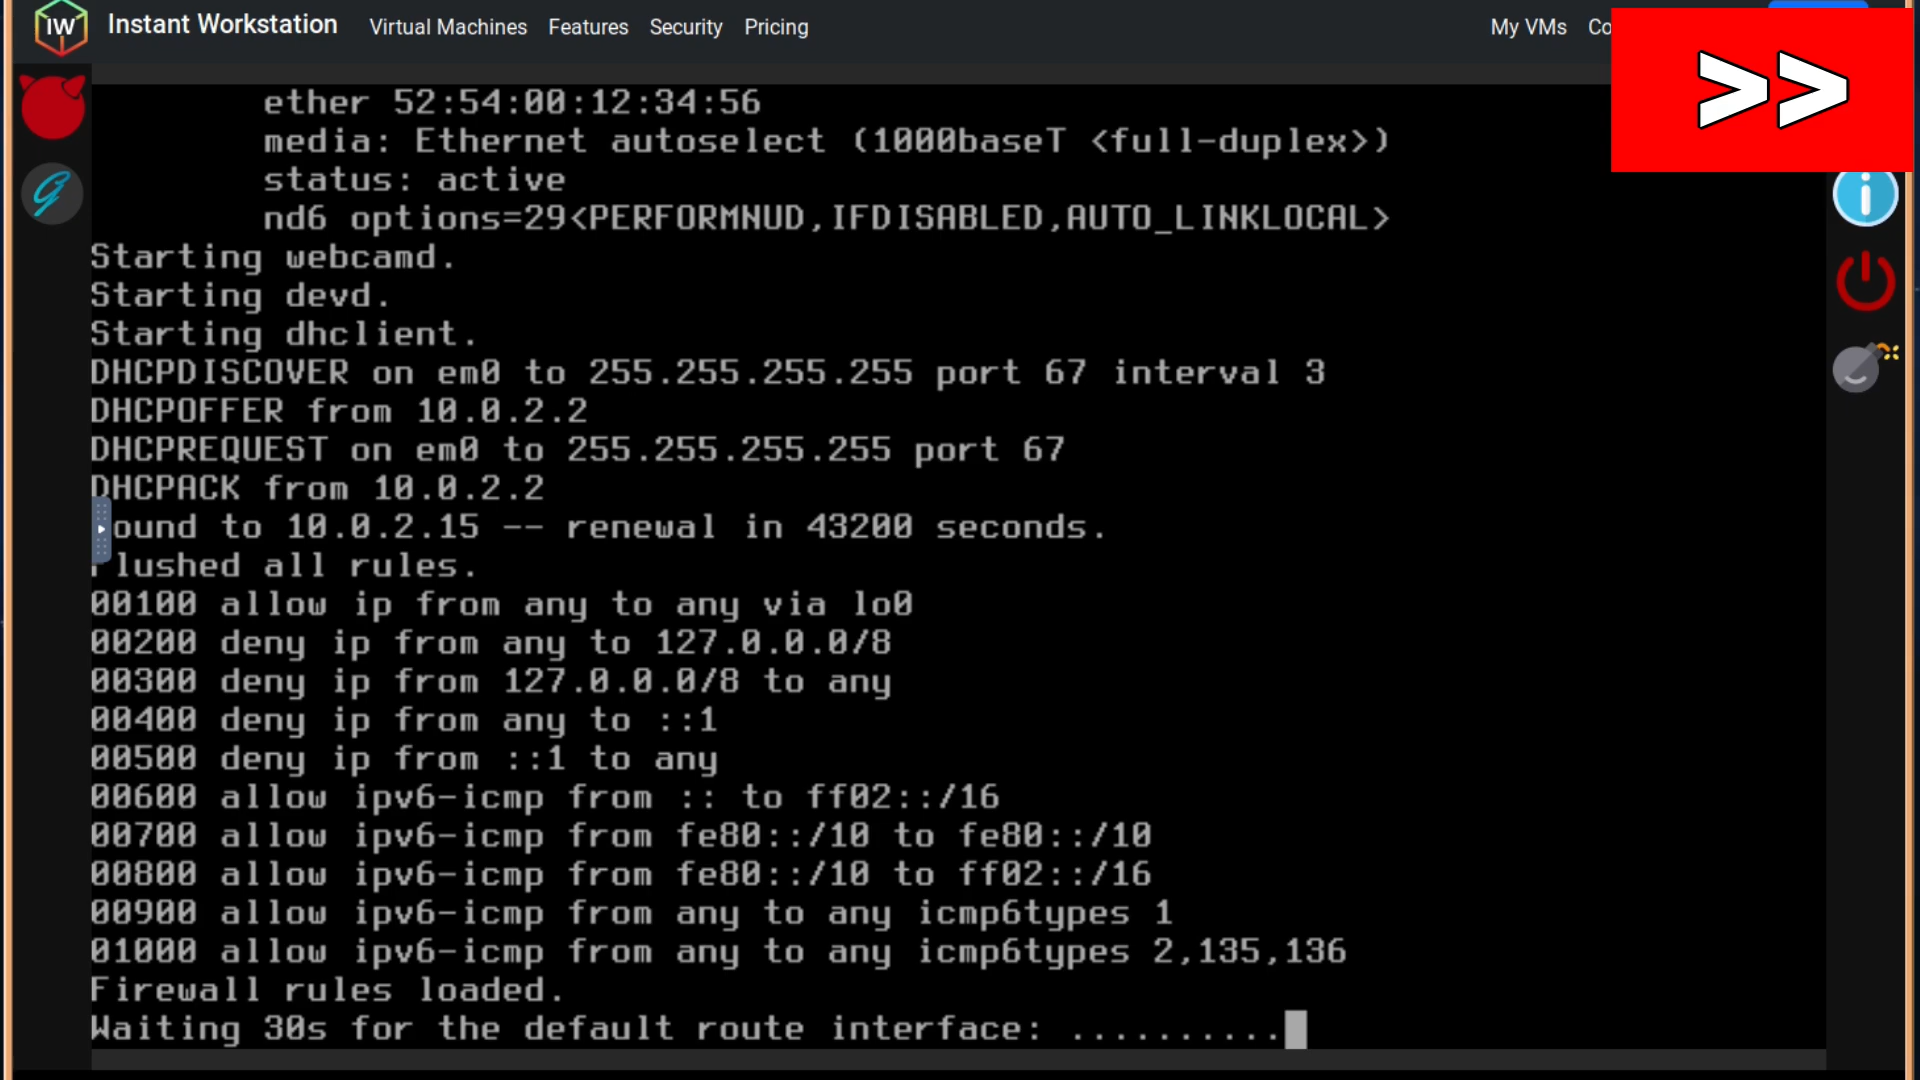 IW Instant Workstation Virtual Machines Features Security Pricing My VMs Co
>>
ether 52:54:00:12:34:56
media: Ethernet autoselect (1000baseT <full-duplex>)
status: active
nd6 options=29<PERFORMNUD,IFDISABLED,AUTO_LINKLOCAL>
Starting webcamd.
Starting devd.
Starting dhclient.
DHCPDISCOVER on em0 to 255.255.255.255 port 67 interval 3
DHCPOFFER from 10.0.2.2
DHCPREQUEST on em0 to 255.255.255.255 port 67
DHCPACK from 10.0.2.2
ound to 10.0.2.15 -- renewal in 43200 seconds.
lushed all rules.
00100 allow ip from any to any via lo0
00200 deny ip from any to 127.0.0.0/8
00300 deny ip from 127.0.0.0/8 to any
00400 deny ip from any to ::1
00500 deny ip from ::1 to any
00600 allow ipv6-icmp from :: to ff02::/16
00700 allow ipv6-icmp from fe80::/10 to fe80::/10
00800 allow ipv6-icmp from fe80::/10 to ff02::/16
00900 allow ipv6-icmp from any to any icmp6types 1
01000 allow ipv6-icmp from any to any icmp6types 2,135,136
Firewall rules loaded.
Waiting 30s for the default route interface: ..........